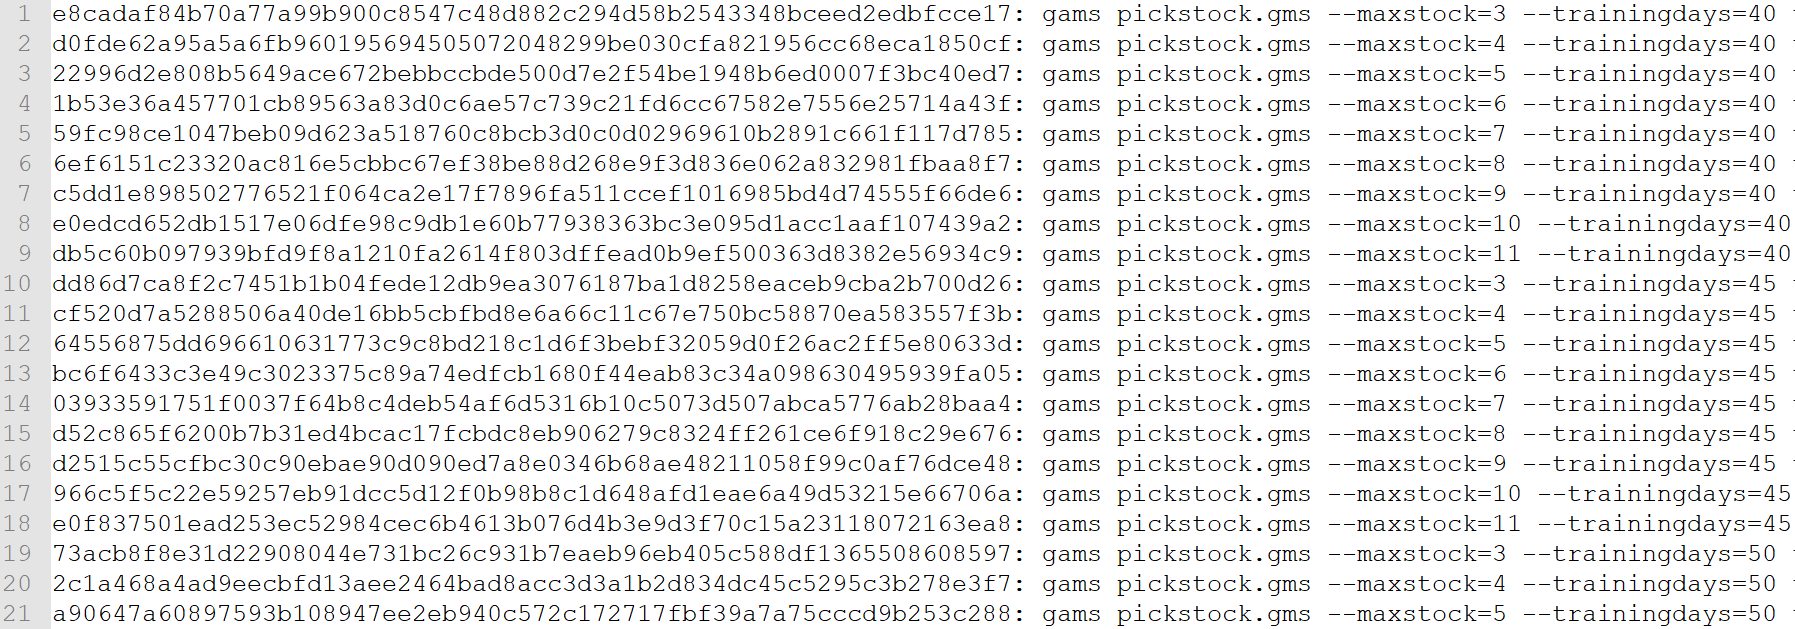 1 e8cadaf84b70a77a99b900c8547c48d882c294d58b2543348bceed2edbfcce17: gams pickstock.gms --maxstock=3 --trainingdays=40
2 d0fde62a95a5a6fb960195694505072048299be030cfa821956cc68eca1850cf: gams pickstock.gms --maxstock=4 --trainingdays=40
3 22996d2e808b5649ace672bebbccbde500d7e2f54be1948b6ed0007f3bc40ed7: gams pickstock.gms --maxstock=5 --trainingdays=40
4 1b53e36a457701cb89563a83d0c6ae57c739c21fd6cc67582e7556e25714a43f: gams pickstock.gms --maxstock=6 --trainingdays=40
5 59fc98ce1047beb09d623a518760c8bcb3d0c0d02969610b2891c661f117d785: gams pickstock.gms --maxstock=7 --trainingdays=40
6 6ef6151c23320ac816e5cbbc67ef38be88d268e9f3d836e062a832981fbaa8f7: gams pickstock.gms --maxstock=8 --trainingdays=40
7 c5dd1e898502776521f064ca2e17f7896fa511ccef1016985bd4d74555f66de6: gams pickstock.gms --maxstock=9 --trainingdays=40
8 e0edcd652db1517e06dfe98c9db1e60b77938363bc3e095d1acc1aaf107439a2: gams pickstock.gms --maxstock=10 --trainingdays=40
9 db5c60b097939bfd9f8a1210fa2614f803dffead0b9ef500363d8382e56934c9: gams pickstock.gms --maxstock=11 --trainingdays=40
10 dd86d7ca8f2c7451b1b04fede12db9ea3076187ba1d8258eaceb9cba2b700d26: gams pickstock.gms --maxstock=3 --trainingdays=45
11 cf520d7a5288506a40de16bb5cbfbd8e6a66c11c67e750bc58870ea583557f3b: gams pickstock.gms --maxstock=4 --trainingdays=45
12 64556875dd696610631773c9c8bd218c1d6f3bebf32059d0f26ac2ff5e80633d: gams pickstock.gms --maxstock=5 --trainingdays=45
13 bc6f6433c3e49c3023375c89a74edfcb1680f44eab83c34a098630495939fa05: gams pickstock.gms --maxstock=6 --trainingdays=45
14 03933591751f0037f64b8c4deb54af6d5316b10c5073d507abca5776ab28baa4: gams pickstock.gms --maxstock=7 --trainingdays=45
15 d52c865f6200b7b31ed4bcac17fcbdc8eb906279c8324ff261ce6f918c29e676: gams pickstock.gms --maxstock=8 --trainingdays=45
16 d2515c55cfbc30c90ebae90d090ed7a8e0346b68ae48211058f99c0af76dce48: gams pickstock.gms --maxstock=9 --trainingdays=45
17 966c5f5c22e59257eb91dcc5d12f0b98b8c1d648afd1eae6a49d53215e66706a: gams pickstock.gms --maxstock=10 --trainingdays=45
18 e0f837501ead253ec52984cec6b4613b076d4b3e9d3f70c15a23118072163ea8: gams pickstock.gms --maxstock=11 --trainingdays=45
19 73acb8f8e31d22908044e731bc26c931b7eaeb96eb405c588df1365508608597: gams pickstock.gms --maxstock=3 --trainingdays=50
20 2c1a468a4ad9eecbfd13aee2464bad8acc3d3a1b2d834dc45c5295c3b278e3f7: gams pickstock.gms --maxstock=4 --trainingdays=50
21 a90647a60897593b108947ee2eb940c572c172717fbf39a7a75cccd9b253c288: gams pickstock.gms --maxstock=5 --trainingdays=50